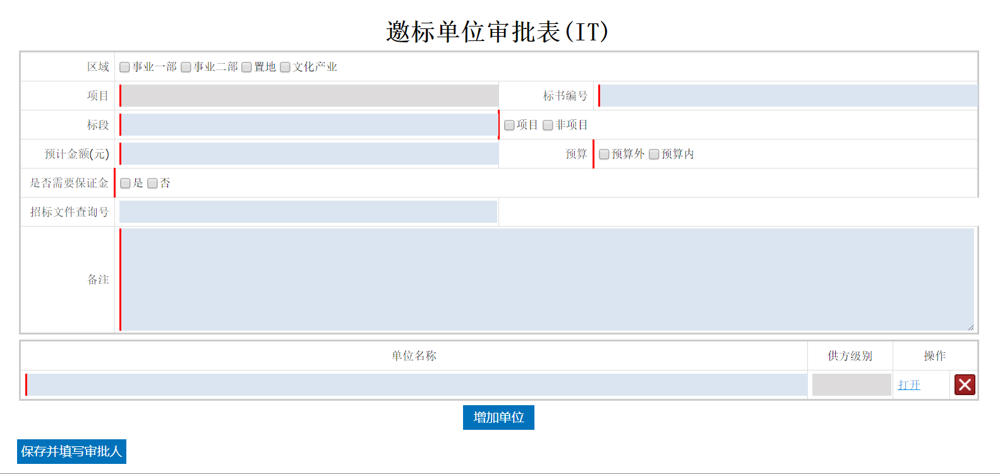 邀标单位审批表(IT)
区域 事业一部 事业二部 置地 文化产业
项目 标书编号
标段 项目 非项目
预计金额(元) 预算 预算外 预算内
是否需要保证金 是 否
招标文件查询号
备注
单位名称 供方级别 操作
打开
增加单位
保存并填写审批人